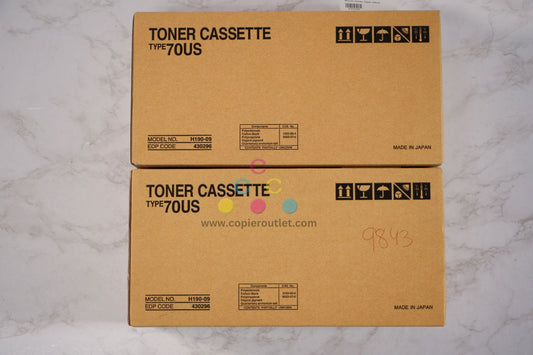 TONER CASSETTE
TYPE 70US
MODEL NO. H190-09
EDP CODE 430296
MADE IN JAPAN
TONER CASSETTE
TYPE 70US
www.copieroutlet.com
9843
MODEL NO. H190-09
EDP CODE 430296
MADE IN JAPAN